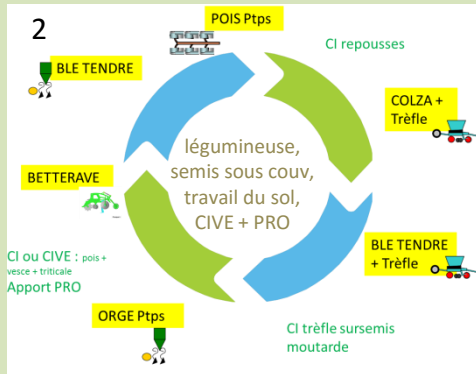 2
POIS Ptps
CI repousses
BLE TENDRE
COLZA +
Trèfle
légumineuse,
semis sous couv,
travail du sol,
CIVE + PRO
BETTERAVE
BLE TENDRE
+ Trèfle
CI ou CIVE : pois +
vesce + triticale
Apport PRO
ORGE Ptps
CI trèfle sursemis
moutarde